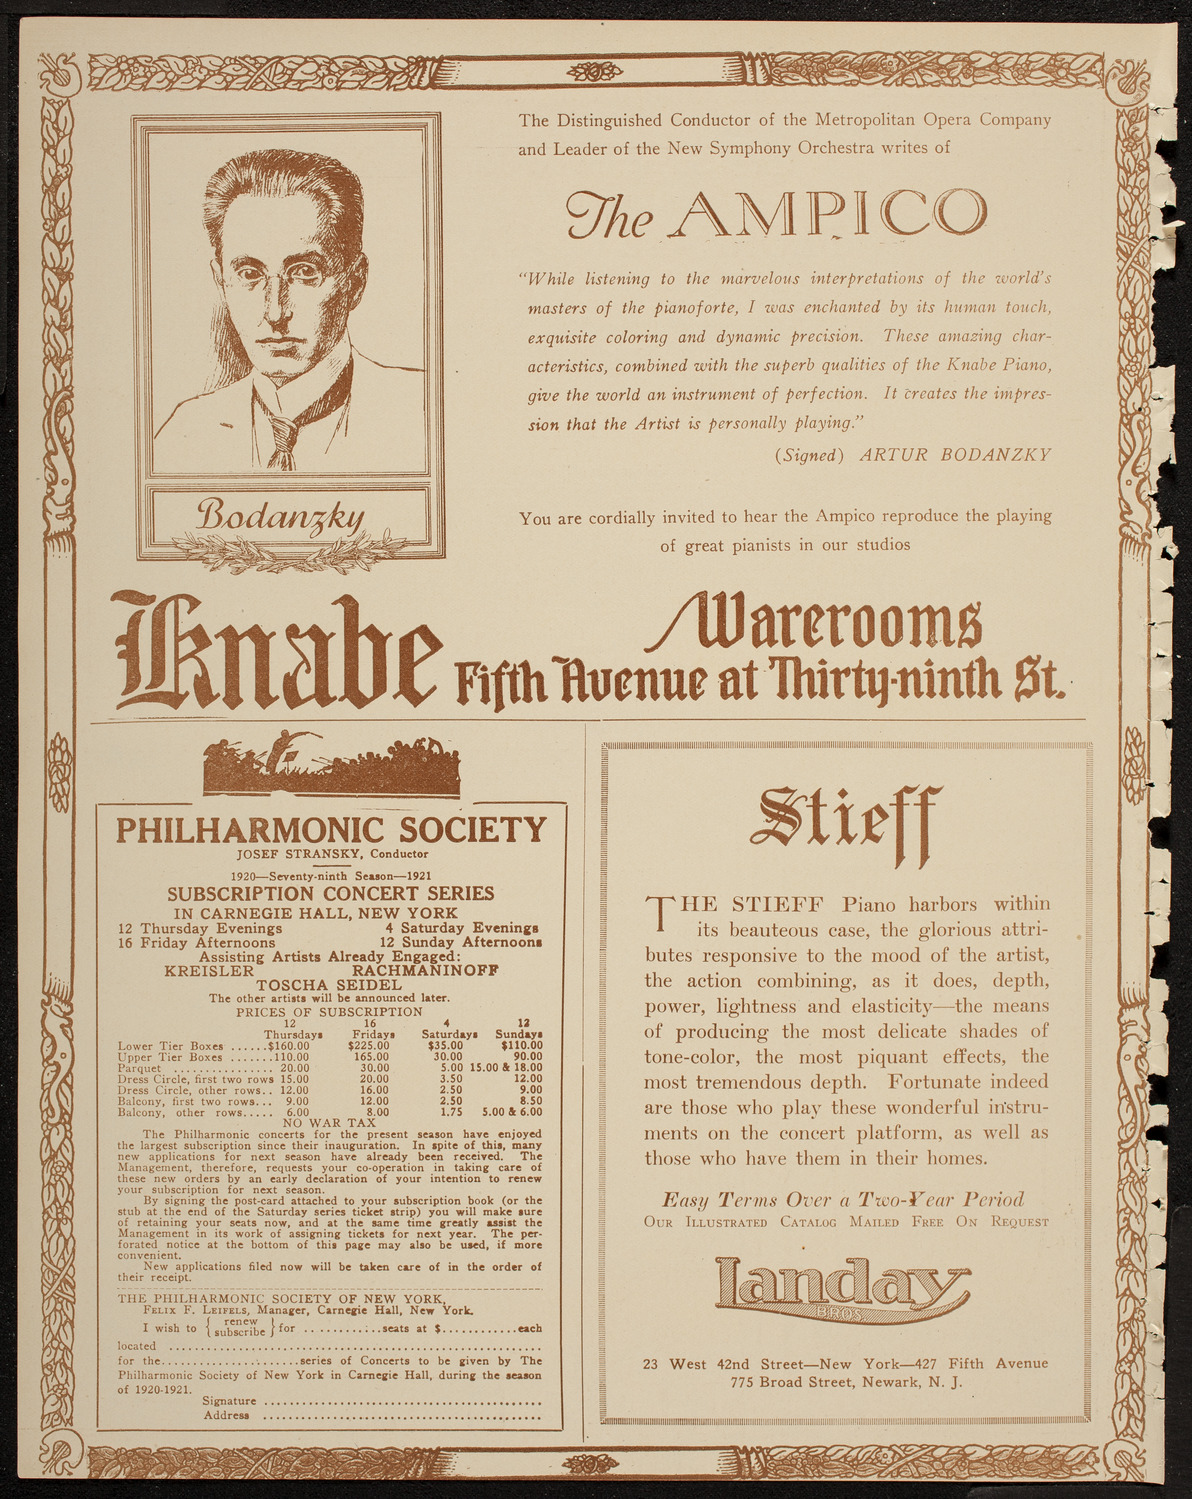 The Distinguished Conductor of the Metropolitan Opera Company
and Leader of the New Symphony Orchestra writes of
The AMPICO
“While listening to the marvelous interpretations of the world's
masters of the pianoforte, I was enchanted by its human touch,
exquisite coloring and dynamic precision. These amazing char-
acteristics, combined with the superb qualities of the Knabe Piano,
give the world an instrument of perfection. It creates the impres-
sion that the Artist is personally playing.”
(Signed) ARTUR BODANZKY
Bodanzky
You are cordially invited to hear the Ampico reproduce the playing
of great pianists in our studios
Knabe Warerooms
Fifth Avenue at Thirty-ninth St.
PHILHARMONIC SOCIETY
JOSEF STRANSKY, Conductor
1920—Seventy-ninth Season—1921
SUBSCRIPTION CONCERT SERIES
IN CARNEGIE HALL, NEW YORK
12 Thursday Evenings 4 Saturday Evenings
16 Friday Afternoons 12 Sunday Afternoons
Assisting Artists Already Engaged:
KREISLER RACHMANINOFF
TOSCHA SEIDEL
The other artists will be announced later.
PRICES OF SUBSCRIPTION
12 16 4 12
Thursdays Fridays Saturdays Sundays
Lower Tier Boxes ......$160.00 $225.00 $35.00 $110.00
Upper Tier Boxes .......110.00 165.00 30.00 90.00
Parquet ............... 20.00 30.00 5.00 15.00 & 18.00
Dress Circle, first two rows 15.00 20.00 3.50 12.00
Dress Circle, other rows.. 12.00 16.00 2.50 9.00
Balcony, first two rows... 9.00 12.00 2.50 8.50
Balcony, other rows..... 6.00 8.00 1.75 5.00 & 6.00
NO WAR TAX
The Philharmonic concerts for the present season have enjoyed
the largest subscription since their inauguration. In spite of this, many
new applications for next season have already been received. The
Management, therefore, requests your co-operation in taking care of
these new orders by an early declaration of your intention to renew
your subscription for next season.
By signing the post-card attached to your subscription book (or the
stub at the end of the Saturday series ticket strip) you will make sure
of retaining your seats now, and at the same time greatly assist the
Management in its work of assigning tickets for next year. The per-
forated notice at the bottom of this page may also be used, if more
convenient.
New applications filed now will be taken care of in the order of
their receipt.
THE PHILHARMONIC SOCIETY OF NEW YORK,
FELIX F. LEIFELS, Manager, Carnegie Hall, New York.
I wish to { renew subscribe } for ............seats at $............each
located ......................................................
for the.......................series of Concerts to be given by The
Philharmonic Society of New York in Carnegie Hall, during the season
of 1920-1921.
Signature ..........................................
Address ..........................................
Stieff
THE STIEFF Piano harbors within
its beauteous case, the glorious attri-
butes responsive to the mood of the artist,
the action combining, as it does, depth,
power, lightness and elasticity—the means
of producing the most delicate shades of
tone-color, the most piquant effects, the
most tremendous depth. Fortunate indeed
are those who play these wonderful instru-
ments on the concert platform, as well as
those who have them in their homes.
Easy Terms Over a Two-Year Period
OUR ILLUSTRATED CATALOG MAILED FREE ON REQUEST
Landay
BROS
23 West 42nd Street—New York—427 Fifth Avenue
775 Broad Street, Newark, N. J.